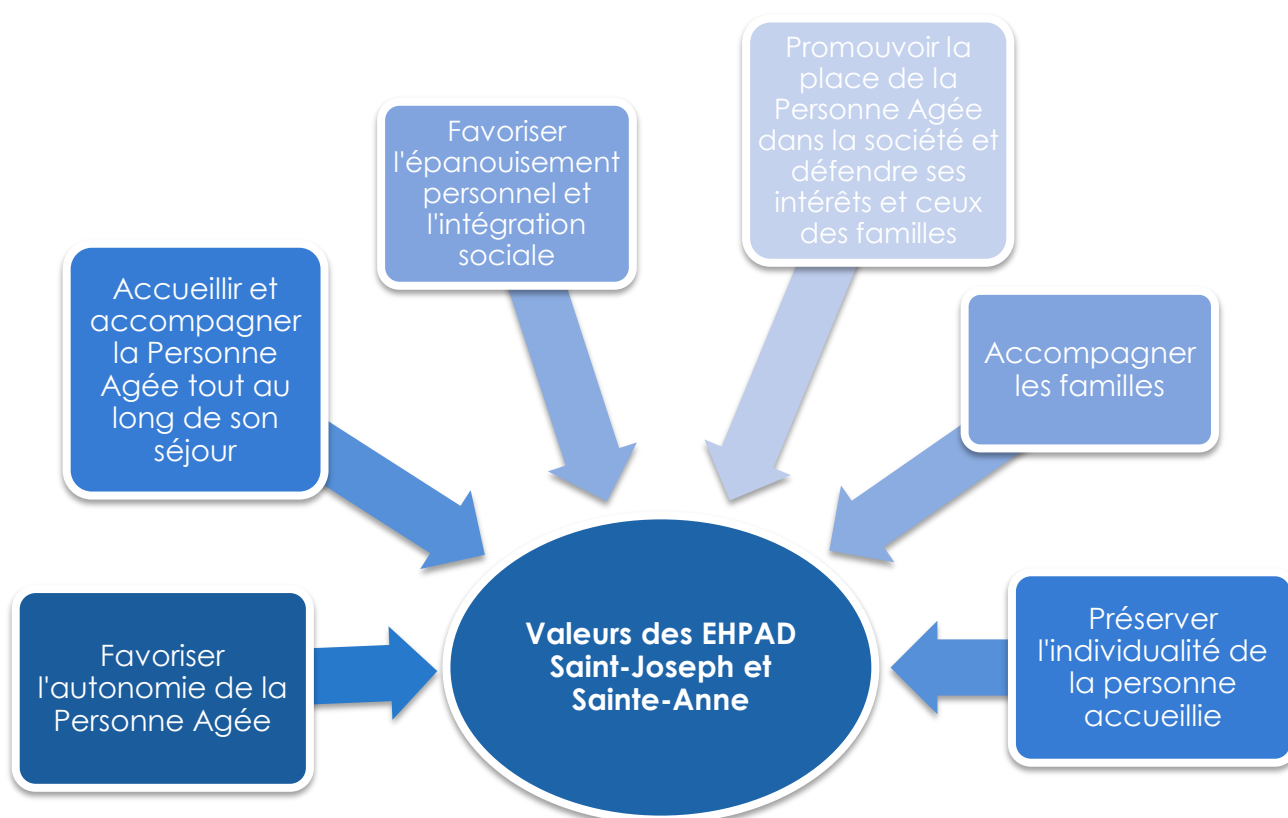 Promouvoir la
place de la
Personne Agée
dans la société et
défendre ses
intérêts et ceux
des familles
Favoriser
l'épanouisement
personnel et
l'intégration
sociale
Accueillir et
accompagner
la Personne
Agée tout au
long de son
séjour
Accompagner
les familles
Favoriser
l'autonomie de la
Personne Agée
Valeurs des EHPAD
Saint-Joseph et
Sainte-Anne
Préserver
l'individualité de
la personne
accueillie